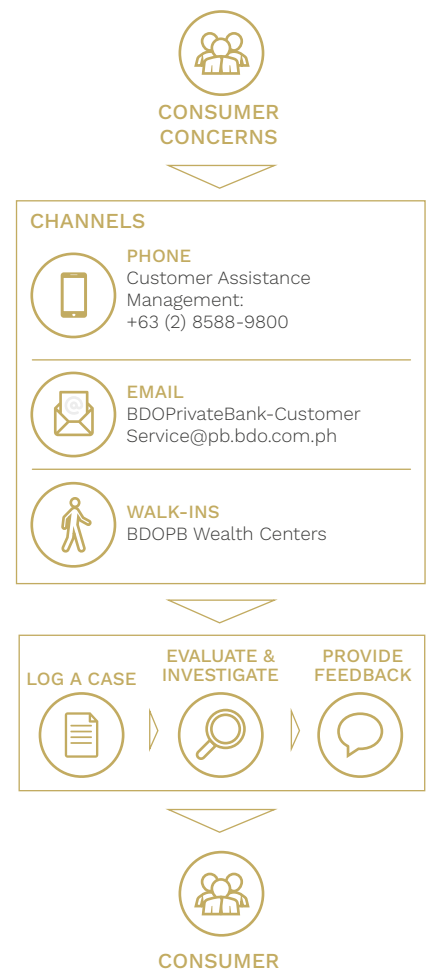 CONSUMER
CONCERNS
CHANNELS
PHONE
Customer Assistance
Management:
+63 (2) 8588-9800
@
EMAIL
BDOPrivateBank-Customer
Service@pb.bdo.com.ph
WALK-INS
BDOPB Wealth Centers
LOG A CASE
EVALUATE &
INVESTIGATE
PROVIDE
FEEDBACK
CONSUMER